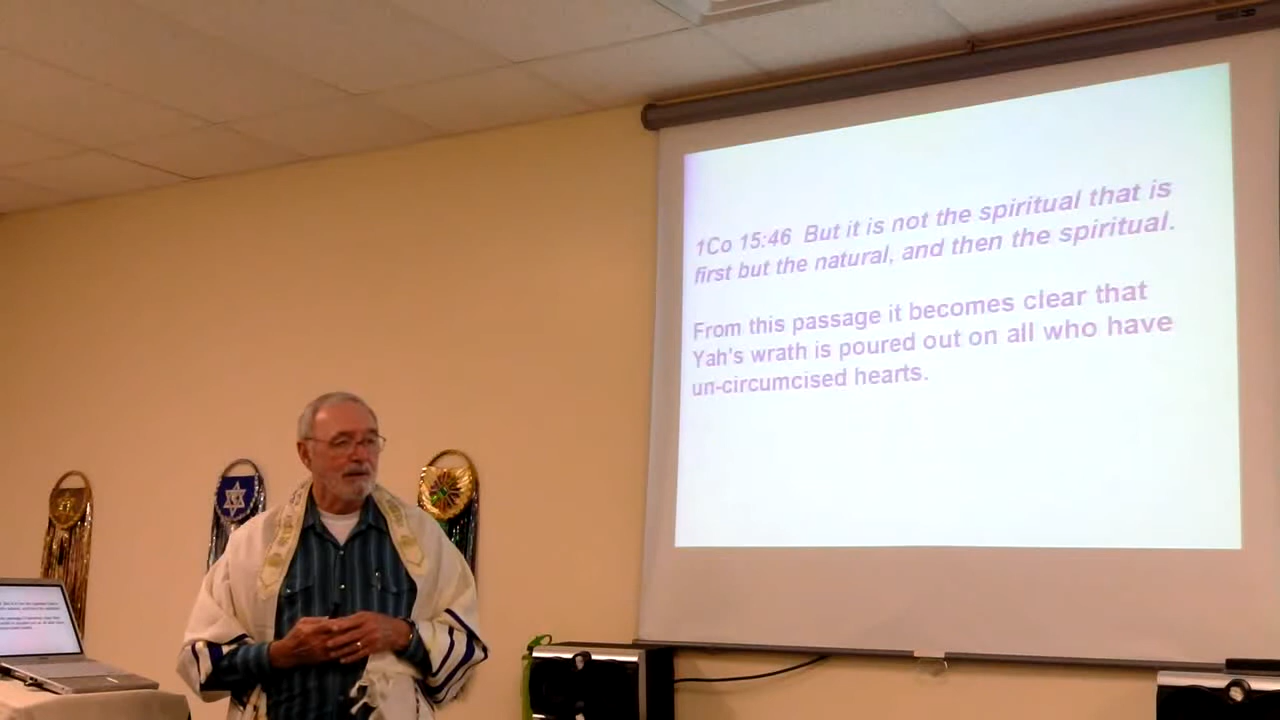 1Co 15:46 But it is not the spiritual that is
first but the natural, and then the spiritual.
From this passage it becomes clear that
Yah's wrath is poured out on all who have
un-circumcised hearts.